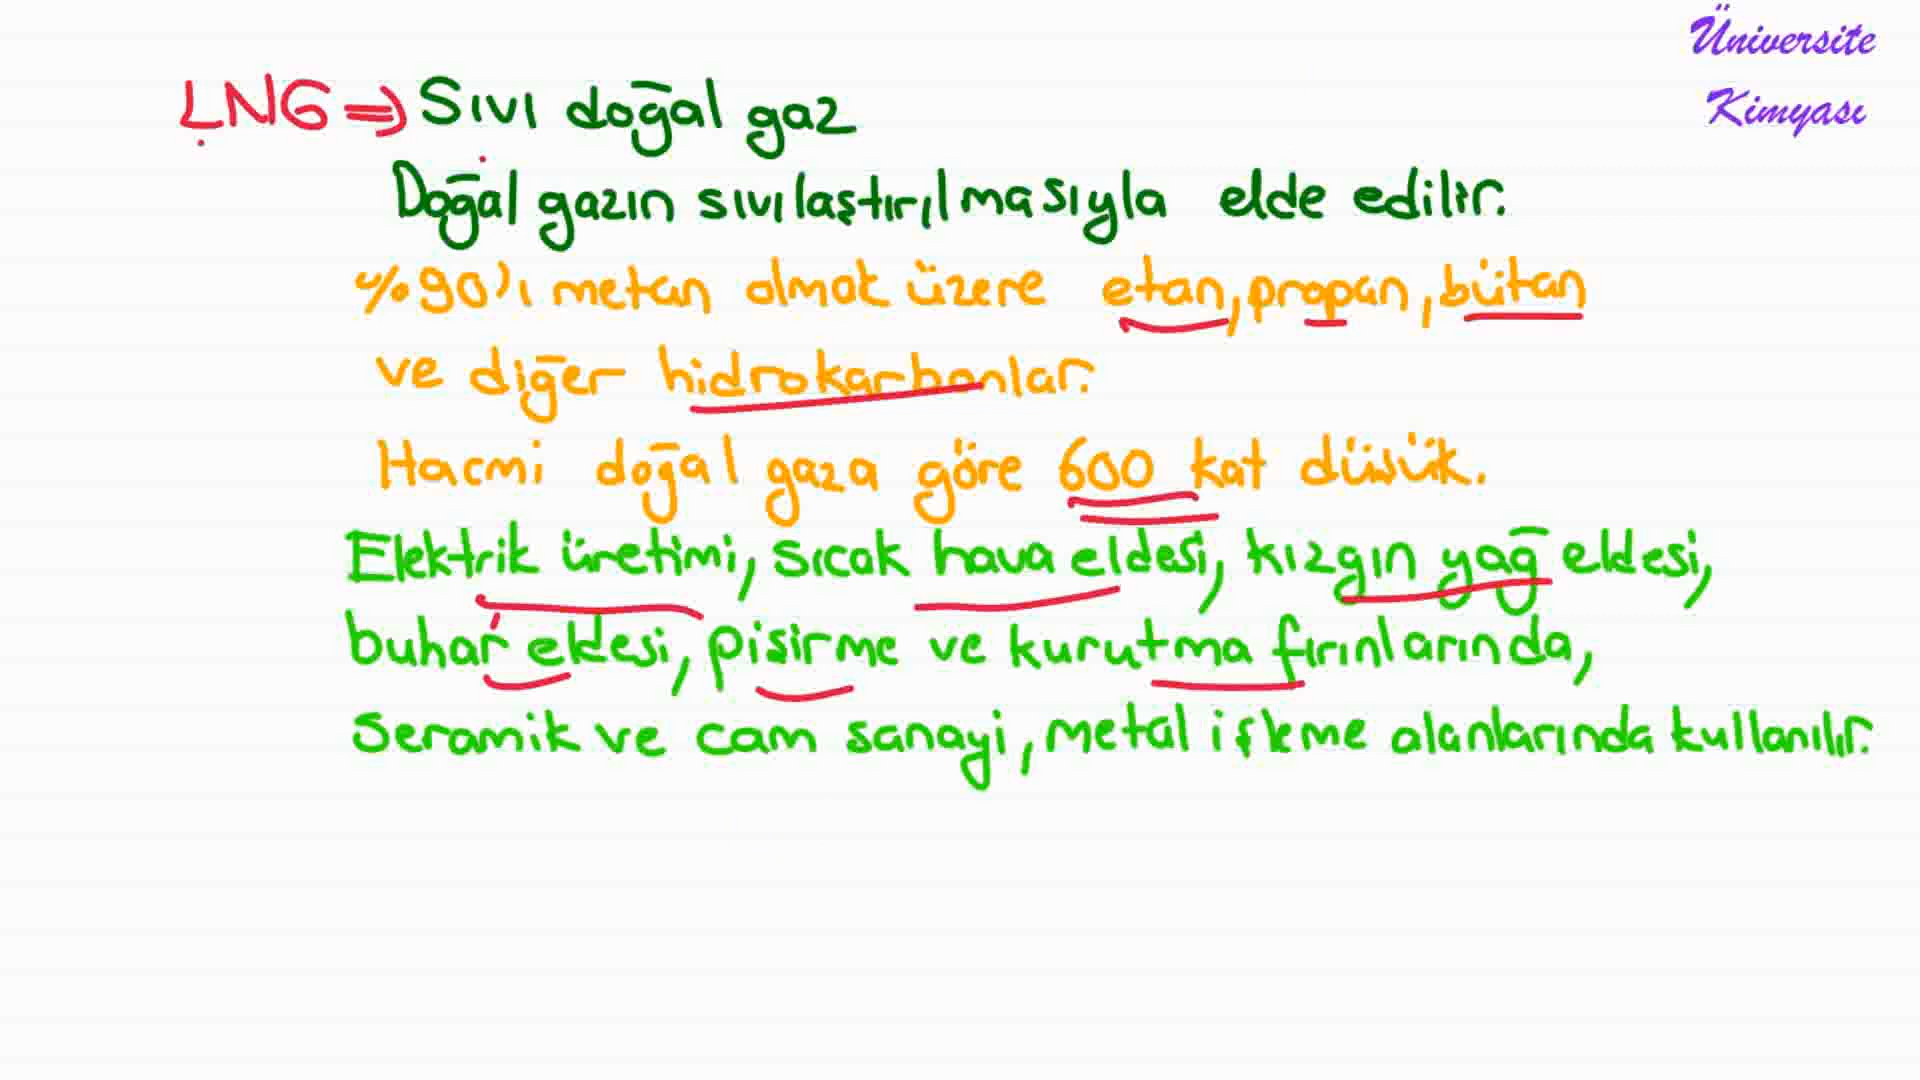 Üniversite
Kimyası
LNG => Sıvı doğal gaz
Doğal gazın sıvılaştırılmasıyla elde edilir.
%90'ı metan olmak üzere etan, propan, bütan
ve diğer hidrokarbonlar.
Hacmi doğal gaza göre 600 kat düşük.
Elektrik üretimi, sıcak hava eldesi, kızgın yağ eldesi,
buhar eldesi, pişirme ve kurutma fırınlarında,
seramik ve cam sanayi, metal işleme alanlarında kullanılır.